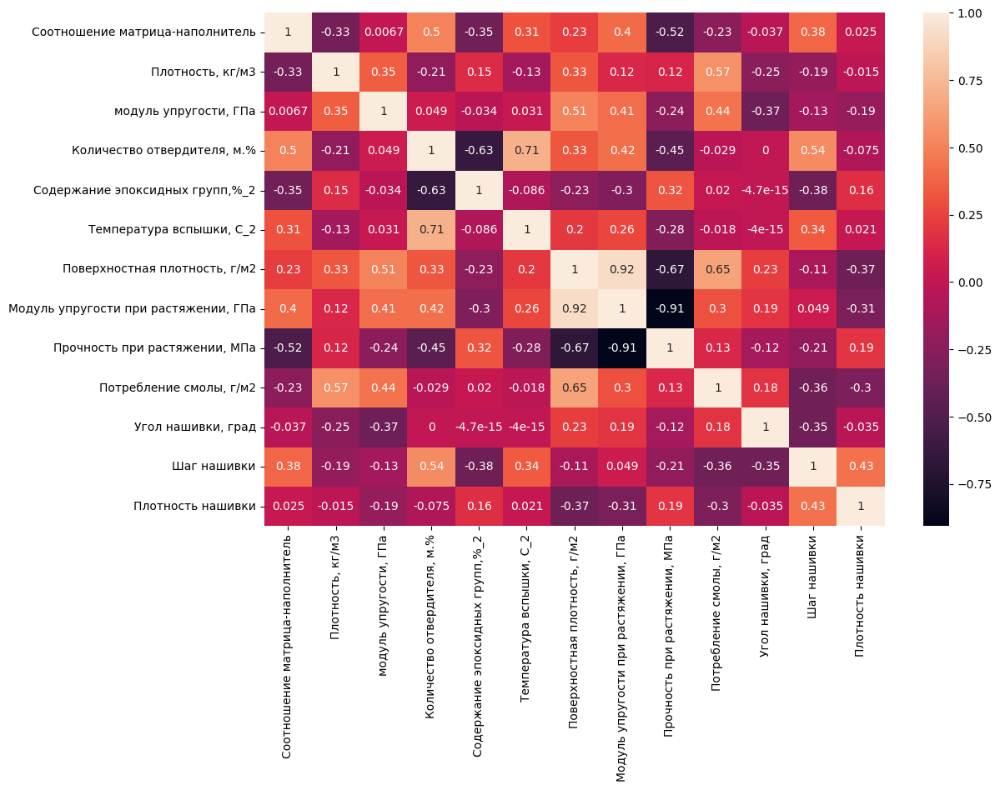 Соотношение матрица-наполнитель 1 -0.33 0.0067 0.5 -0.35 0.31 0.23 0.4 -0.52 -0.23 -0.037 0.38 0.025
Плотность, кг/м3 -0.33 1 0.35 -0.21 0.15 -0.13 0.33 0.12 0.12 0.57 -0.25 -0.19 -0.015
модуль упругости, ГПа 0.0067 0.35 1 0.049 -0.034 0.031 0.51 0.41 -0.24 0.44 -0.37 -0.13 -0.19
Количество отвердителя, м.% 0.5 -0.21 0.049 1 -0.63 0.71 0.33 0.42 -0.45 -0.029 0 0.54 -0.075
Содержание эпоксидных групп,%_2 -0.35 0.15 -0.034 -0.63 1 -0.086 -0.23 -0.3 0.32 0.02 -4.7e-15 -0.38 0.16
Температура вспышки, С_2 0.31 -0.13 0.031 0.71 -0.086 1 0.2 0.26 -0.28 -0.018 -4e-15 0.34 0.021
Поверхностная плотность, г/м2 0.23 0.33 0.51 0.33 -0.23 0.2 1 0.92 -0.67 0.65 0.23 -0.11 -0.37
Модуль упругости при растяжении, ГПа 0.4 0.12 0.41 0.42 -0.3 0.26 0.92 1 -0.91 0.3 0.19 0.049 -0.31
Прочность при растяжении, МПа -0.52 0.12 -0.24 -0.45 0.32 -0.28 -0.67 -0.91 1 0.13 -0.12 -0.21 0.19
Потребление смолы, г/м2 -0.23 0.57 0.44 -0.029 0.02 -0.018 0.65 0.3 0.13 1 0.18 -0.36 -0.3
Угол нашивки, град -0.037 -0.25 -0.37 0 -4.7e-15 -4e-15 0.23 0.19 -0.12 0.18 1 -0.35 -0.035
Шаг нашивки 0.38 -0.19 -0.13 0.54 -0.38 0.34 -0.11 0.049 -0.21 -0.36 -0.35 1 0.43
Плотность нашивки 0.025 -0.015 -0.19 -0.075 0.16 0.021 -0.37 -0.31 0.19 -0.3 -0.035 0.43 1
Соотношение матрица-наполнитель
Плотность, кг/м3
модуль упругости, ГПа
Количество отвердителя, м.%
Содержание эпоксидных групп,%_2
Температура вспышки, С_2
Поверхностная плотность, г/м2
Модуль упругости при растяжении, ГПа
Прочность при растяжении, МПа
Потребление смолы, г/м2
Угол нашивки, град
Шаг нашивки
Плотность нашивки
1.00
0.75
0.50
0.25
0.00
−0.25
−0.50
−0.75